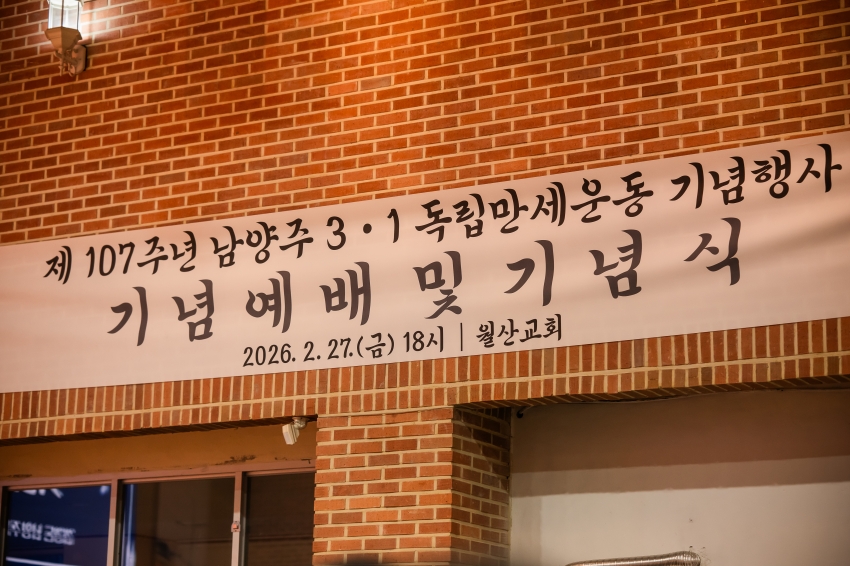 제 107주년 남양주 3·1 독립만세운동 기념행사
기념예배 및 기념식
2026. 2. 27.(금) 18시 | 월산교회